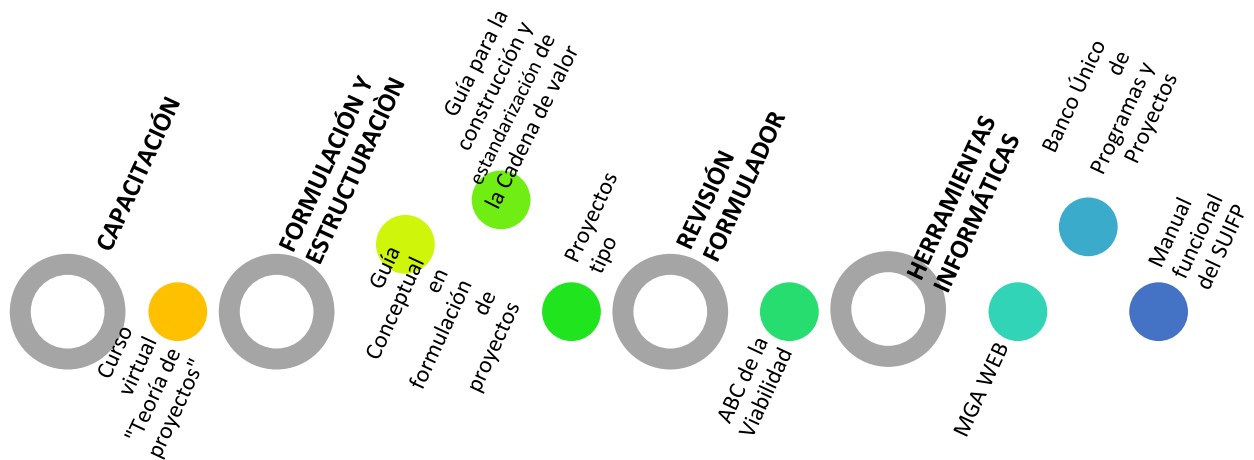 CAPACITACIÓN
Curso
virtual
"Teoría de
proyectos"
FORMULACIÓN Y
ESTRUCTURACIÒN
Guía
Conceptual
en
formulación
de
proyectos
Guía para la
construcción y
estandarización de
la Cadena de valor
Proyectos
tipo
REVISIÓN
FORMULADOR
ABC de la
Viabilidad
HERRAMIENTAS
INFORMÁTICAS
MGA WEB
Banco Único
de
Programas y
Proyectos
Manual
funcional
del SUIFP